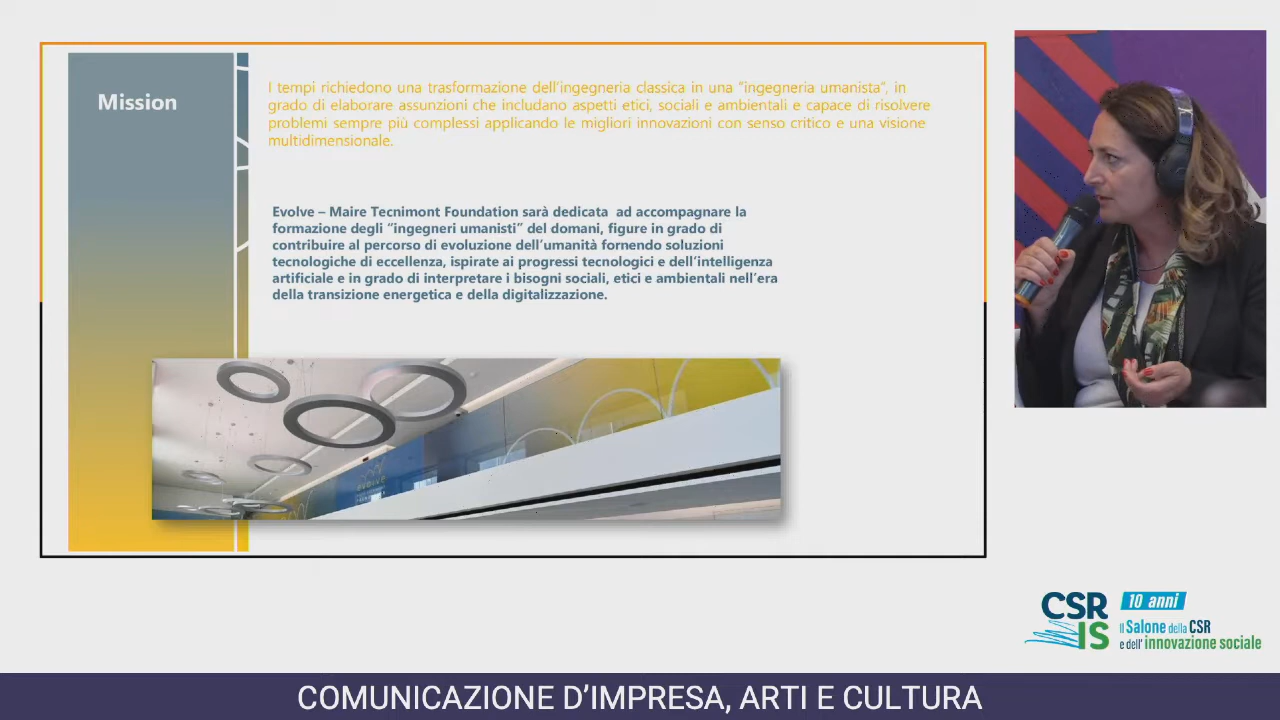 Mission
I tempi richiedono una trasformazione dell'ingegneria classica in una "ingegneria umanista", in
grado di elaborare assunzioni che includano aspetti etici, sociali e ambientali e capace di risolvere
problemi sempre più complessi applicando le migliori innovazioni con senso critico e una visione
multidimensionale.
Evolve – Maire Tecnimont Foundation sarà dedicata ad accompagnare la
formazione degli "ingegneri umanisti" del domani, figure in grado di
contribuire al percorso di evoluzione dell'umanità fornendo soluzioni
tecnologiche di eccellenza, ispirate ai progressi tecnologici e dell'intelligenza
artificiale e in grado di interpretare i bisogni sociali, etici e ambientali nell'era
della transizione energetica e della digitalizzazione.
evolve
CSR
IS
10 anni
Il Salone della CSR
e dell'innovazione sociale
COMUNICAZIONE D'IMPRESA, ARTI E CULTURA